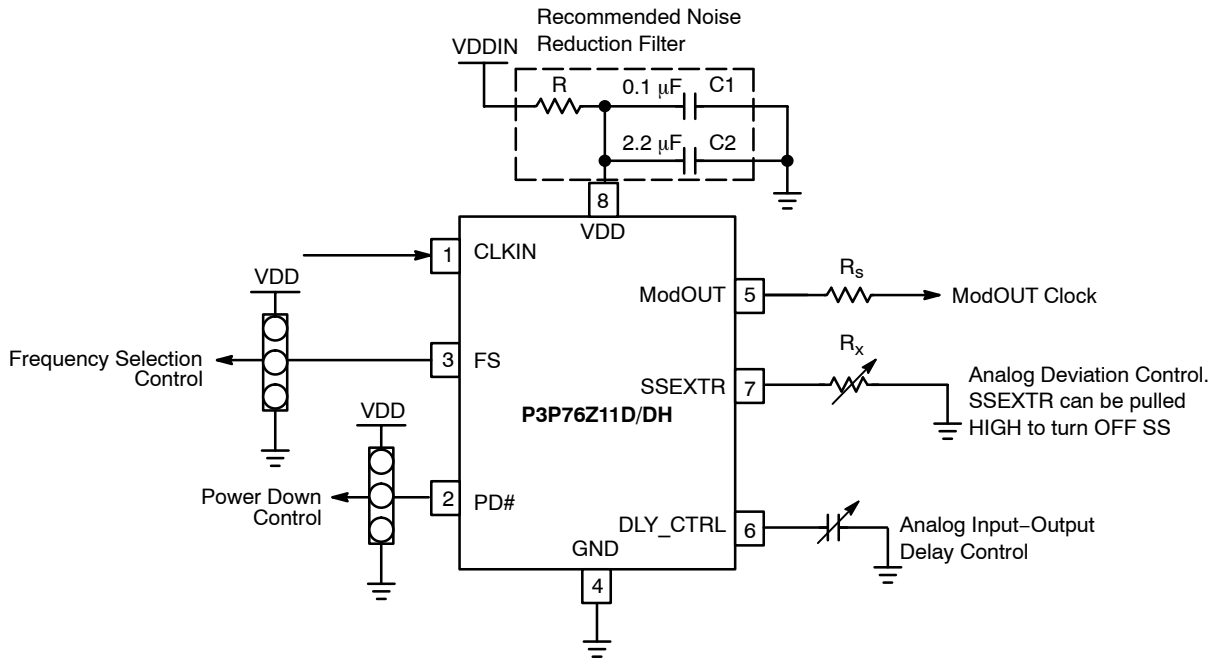 Recommended Noise
Reduction Filter
VDDIN
R
0.1 μF
C1
2.2 μF
C2
8
VDD
1
CLKIN
VDD
ModOUT
5
Rs
ModOUT Clock
Frequency Selection
Control
3
FS
Rx
SSEXTR
7
Analog Deviation Control.
SSEXTR can be pulled
HIGH to turn OFF SS
P3P76Z11D/DH
VDD
Power Down
Control
2
PD#
DLY_CTRL
6
Analog Input−Output
Delay Control
GND
4